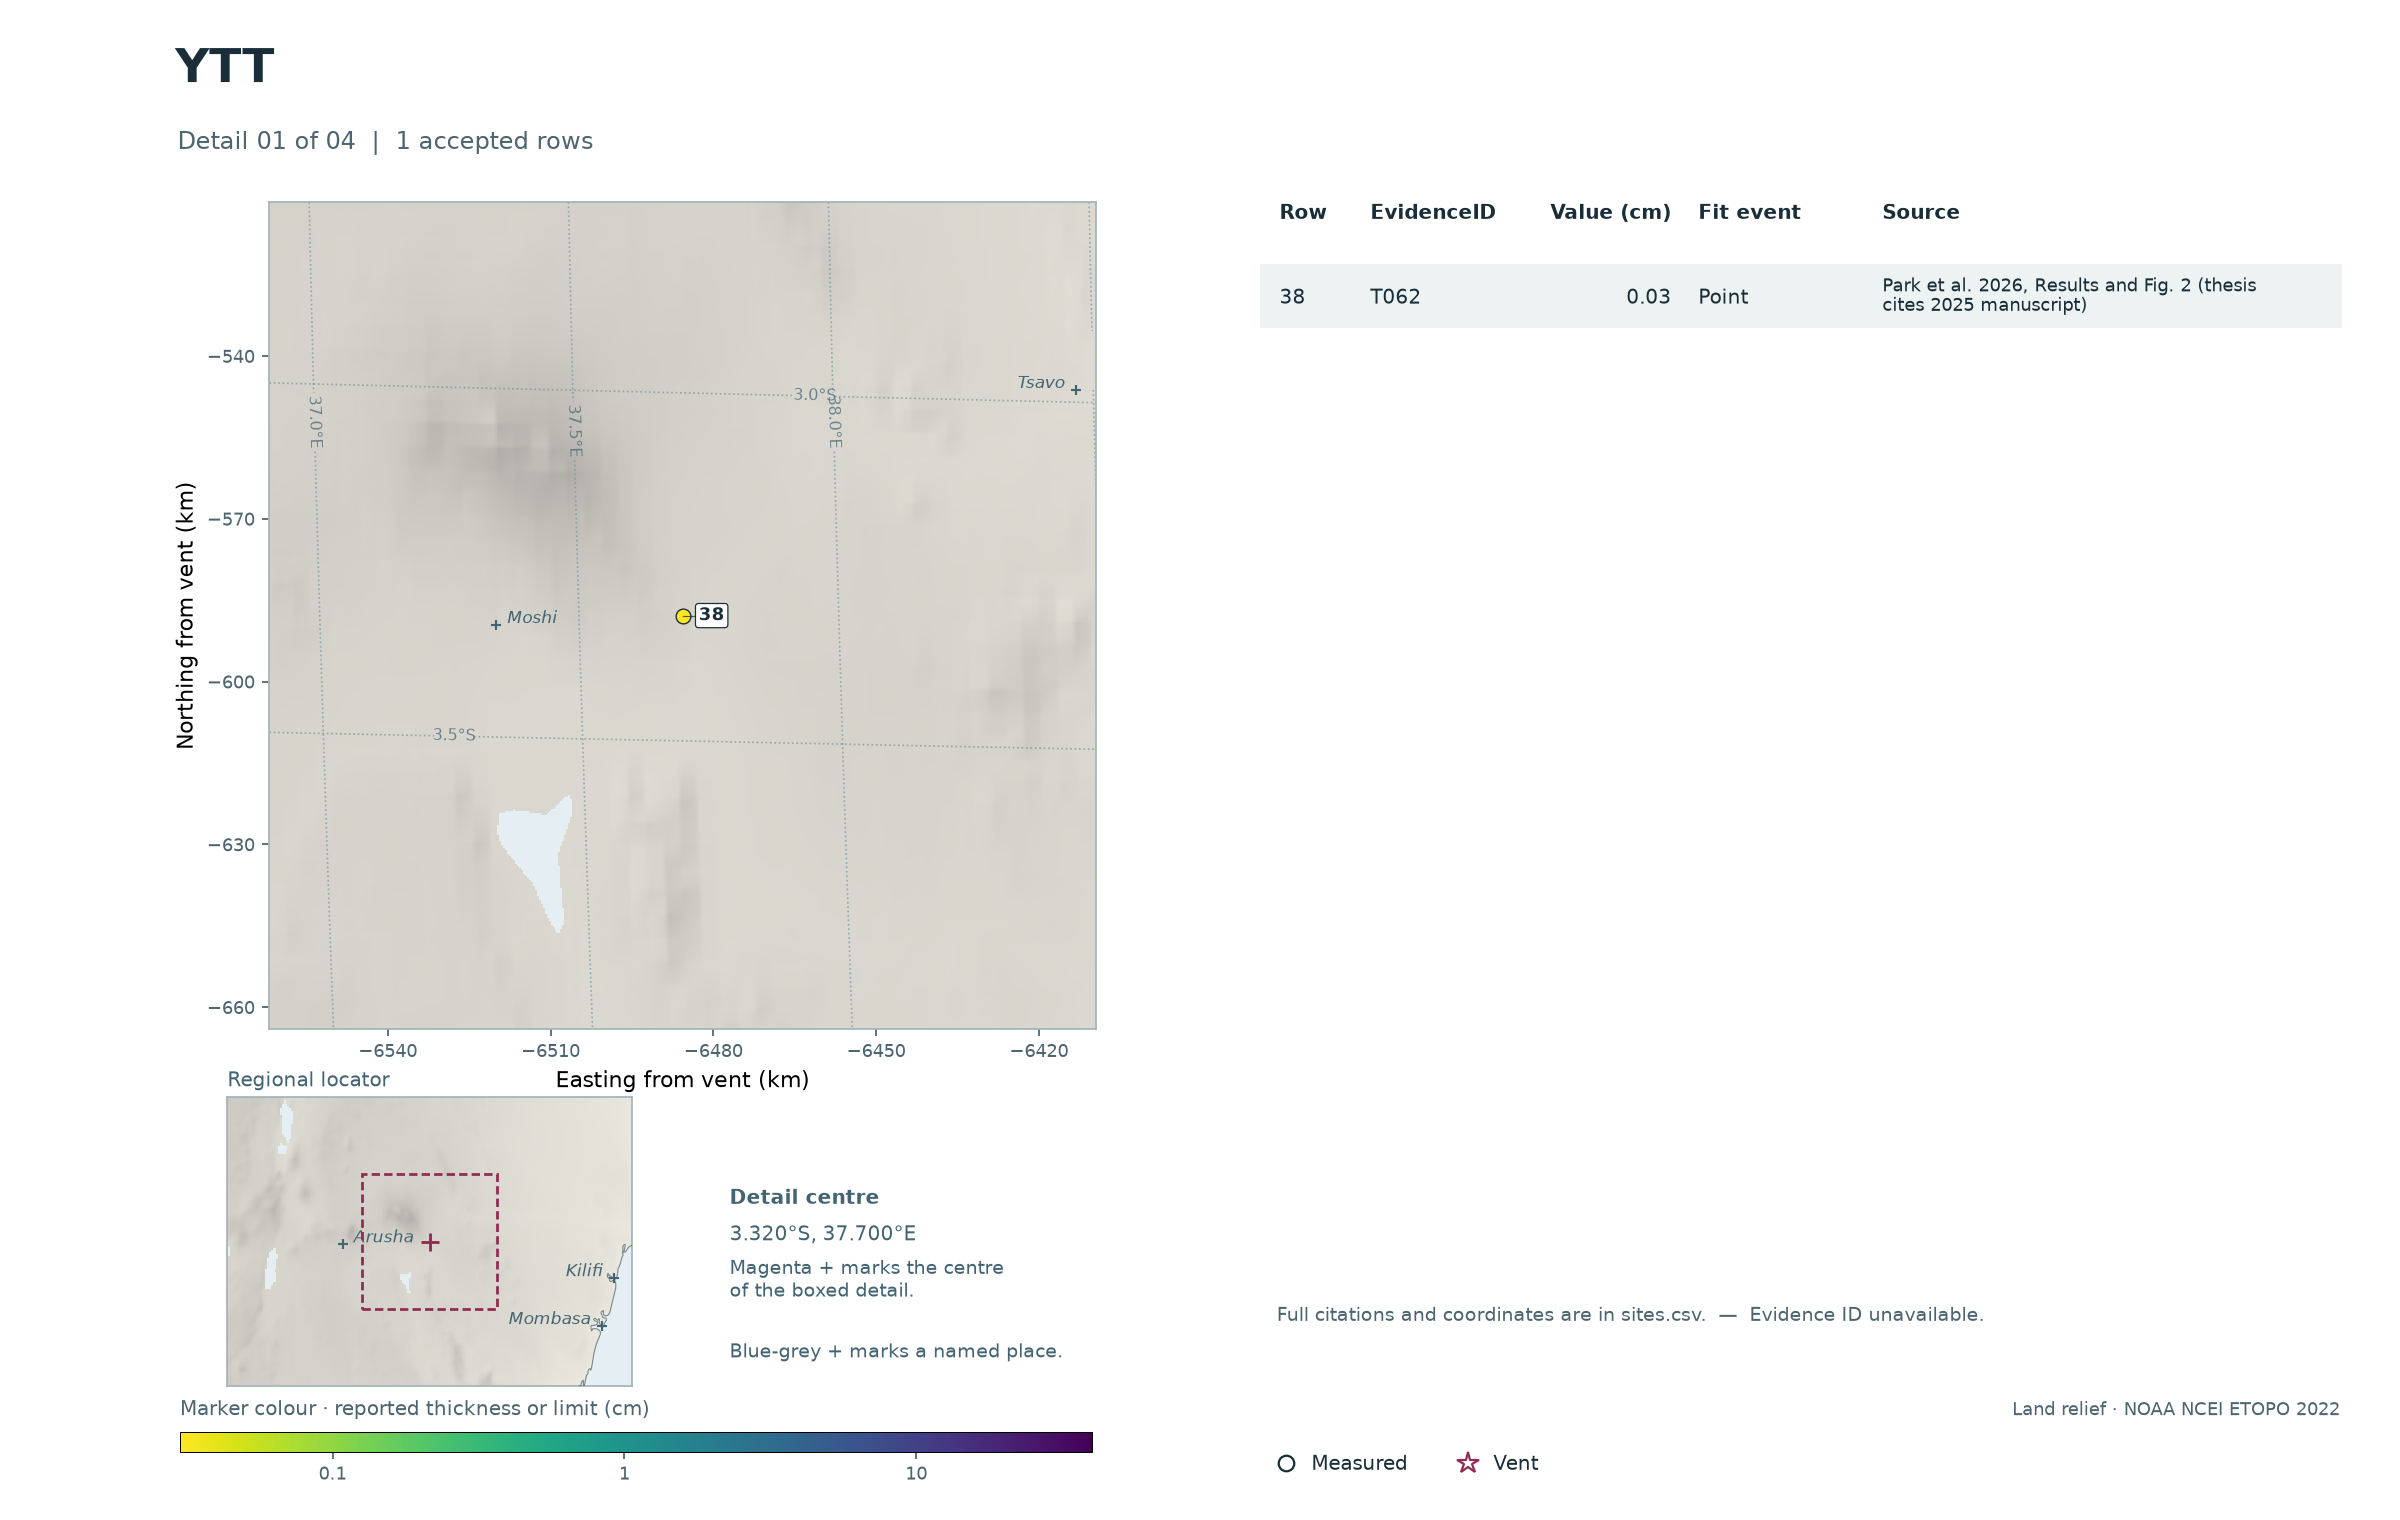 YTT
Detail 01 of 04 | 1 accepted rows
Row EvidenceID Value (cm) Fit event Source
38 T062 0.03 Point Park et al. 2026, Results and Fig. 2 (thesis
cites 2025 manuscript)
Northing from vent (km)
−540
−570
−600
−630
−660
37.0°E
37.5°E
38.0°E
3.0°S
3.5°S
Tsavo
Moshi
38
−6540 −6510 −6480 −6450 −6420
Easting from vent (km)
Regional locator
Arusha
Kilifi
Mombasa
Detail centre
3.320°S, 37.700°E
Magenta + marks the centre
of the boxed detail.
Blue-grey + marks a named place.
Full citations and coordinates are in sites.csv. — Evidence ID unavailable.
Marker colour · reported thickness or limit (cm)
0.1 1 10
Land relief · NOAA NCEI ETOPO 2022
Measured Vent